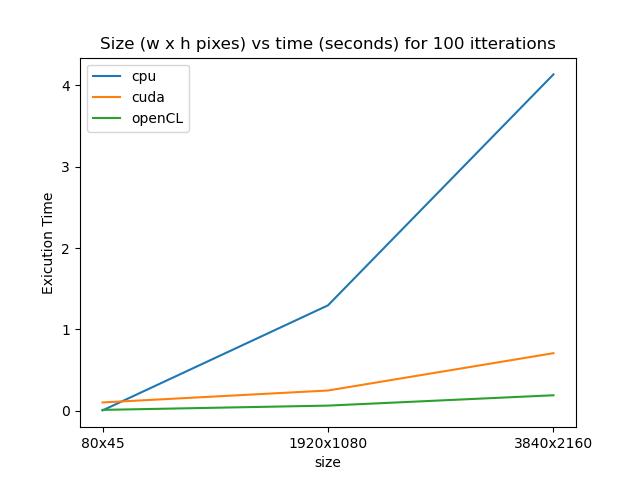 Size (w x h pixes) vs time (seconds) for 100 itterations
cpu
cuda
openCL
4
3
2
1
0
Exicution Time
80x45
1920x1080
3840x2160
size